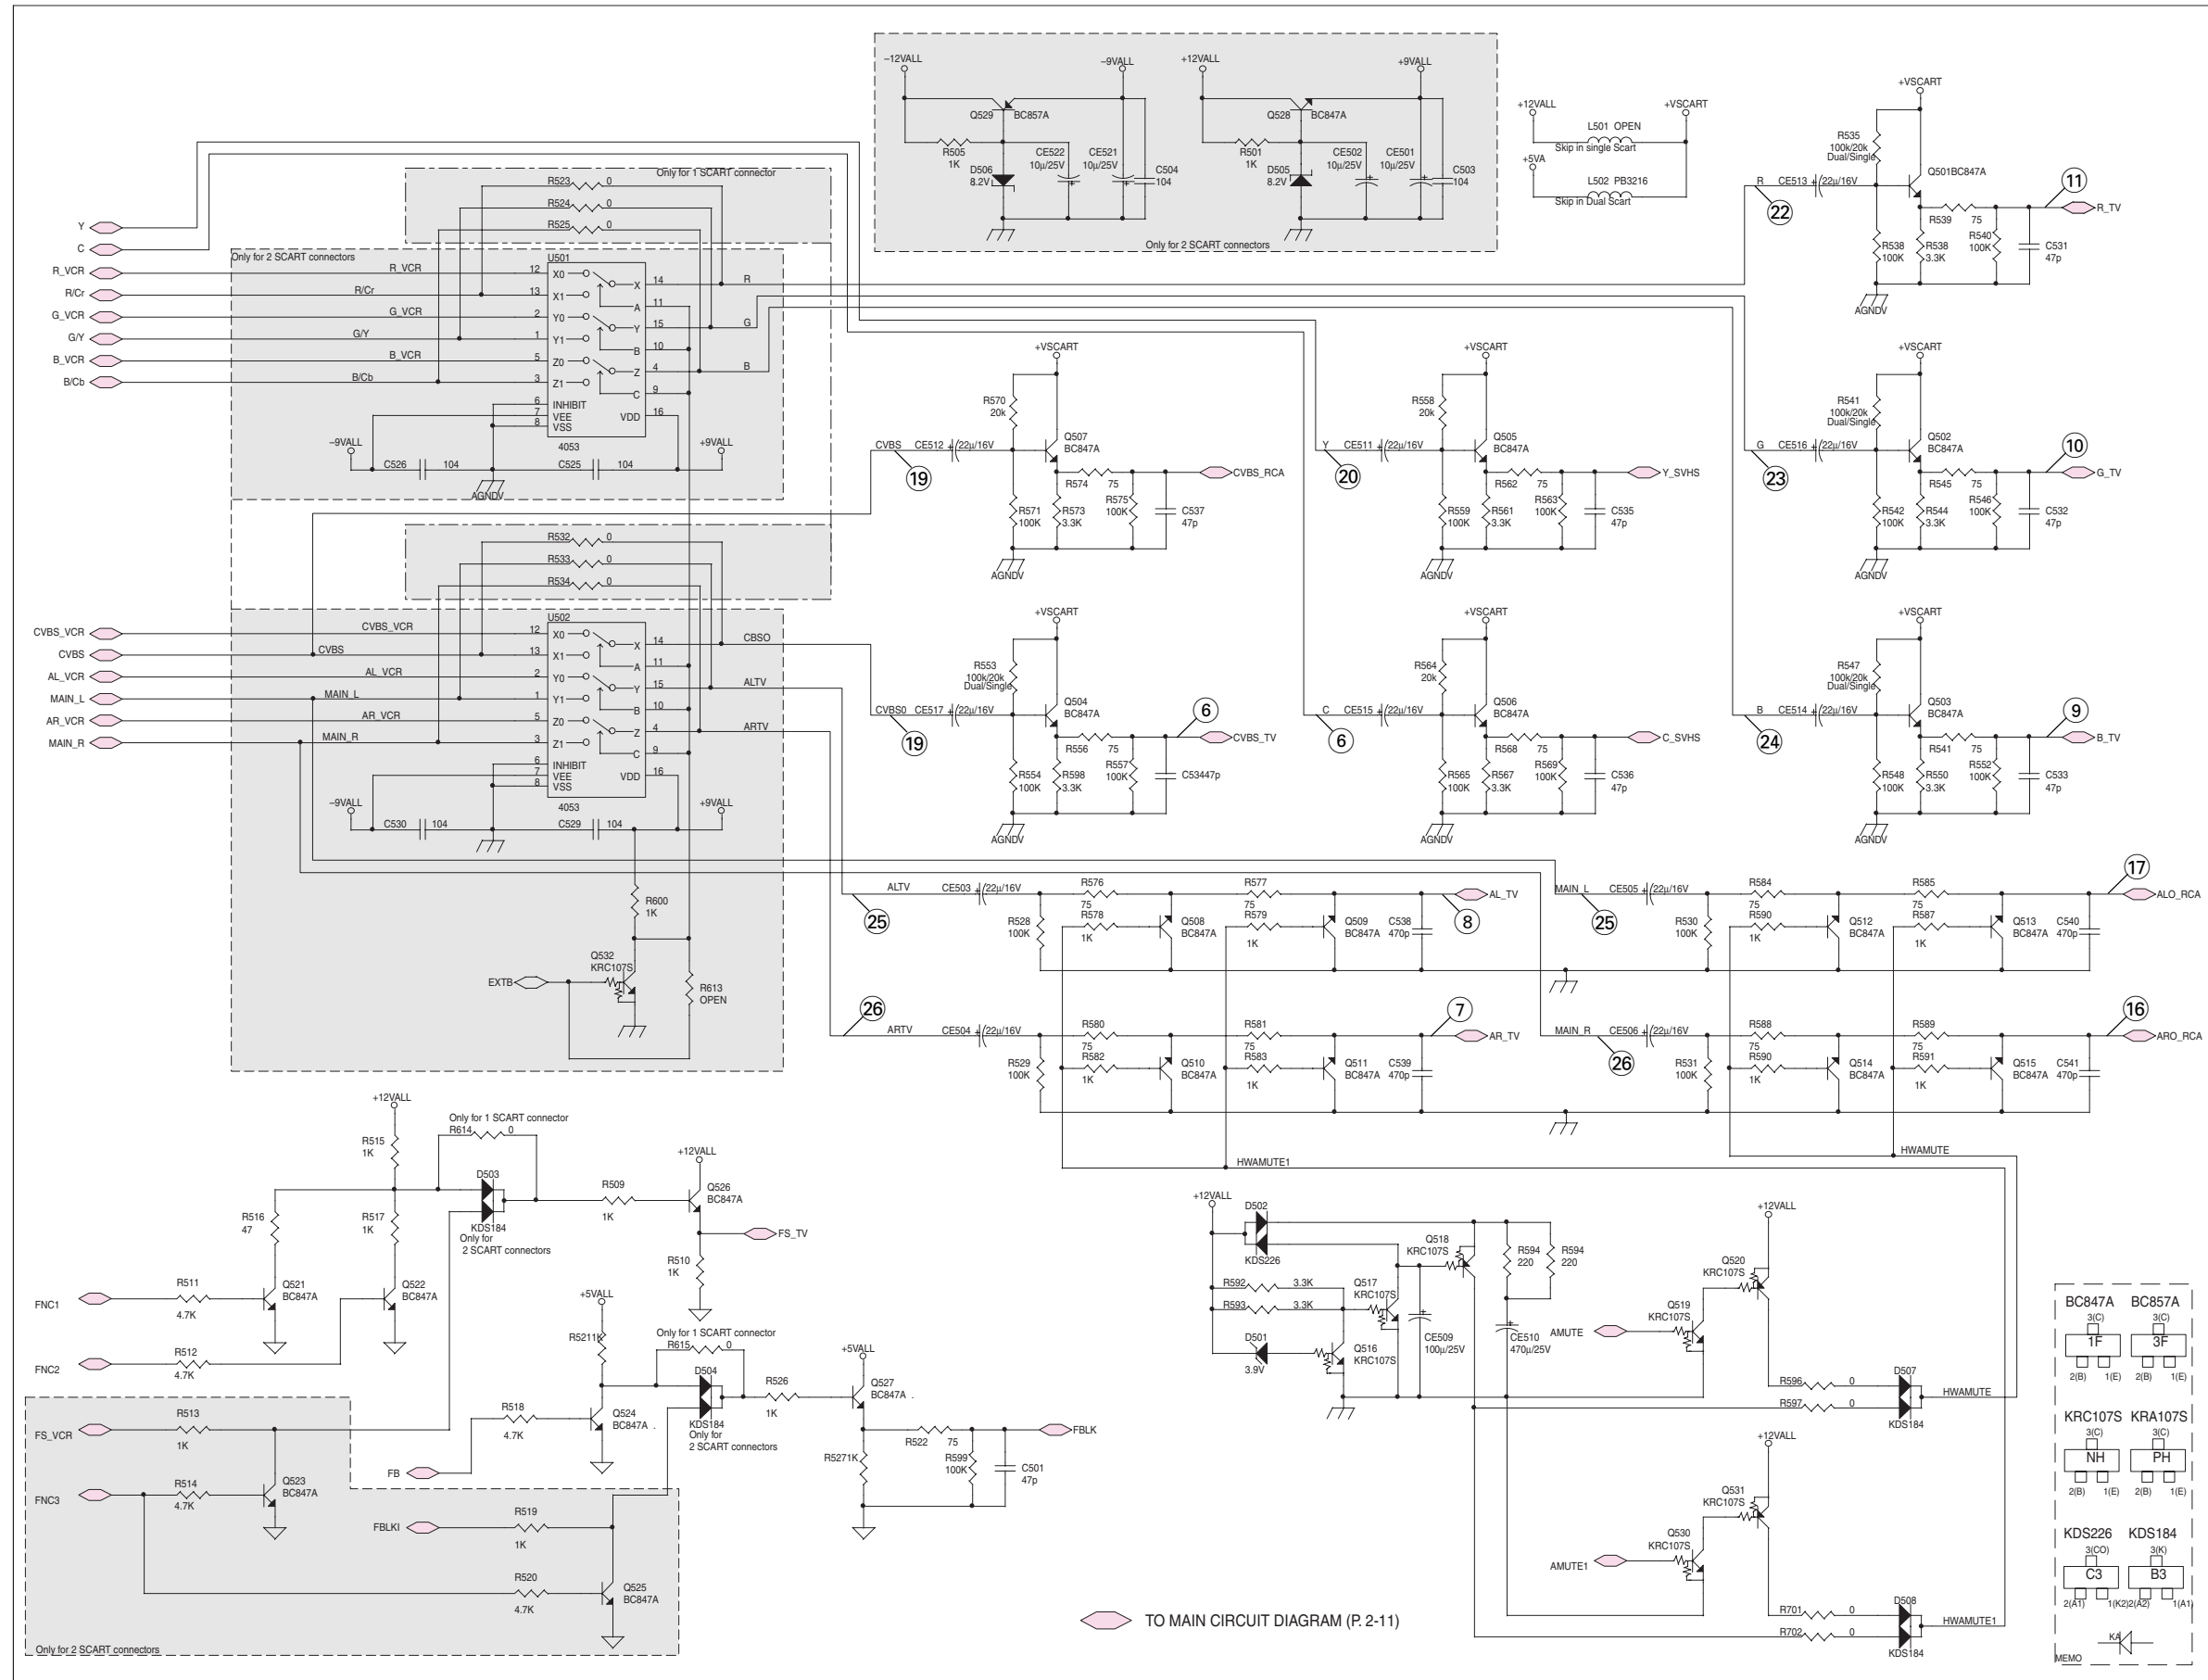 −12VALL
−9VALL
+12VALL
+9VALL
Q529
BC857A
Q528
BC847A
R505
1K
CE522
10µ/25V
CE521
10µ/25V
D506
8.2V
C504
104
R501
1K
CE502
10µ/25V
CE501
10µ/25V
D505
8.2V
C503
104
Only for 2 SCART connectors
+12VALL
+VSCART
L501 OPEN
Skip in single Scart
+5VA
L502 PB3216
Skip in Dual Scart
+VSCART
R535
100k/20k
Dual/Single
Q501BC847A
R
CE513
22µ/16V
22
11
R_TV
R539
75
R538
100K
R538
3.3K
R540
100K
C531
47p
AGNDV
Only for 1 SCART connector
R523
0
R524
0
R525
0
Y
C
R_VCR
R/Cr
G_VCR
G/Y
B_VCR
B/Cb
Only for 2 SCART connectors
U501
R_VCR
12
X0
14
X
R
R/Cr
13
X1
11
A
G_VCR
2
Y0
15
Y
G
G/Y
1
Y1
10
B
B_VCR
5
Z0
4
Z
B
B/Cb
3
Z1
9
C
6
INHIBIT
7
VEE
VDD
16
8
VSS
4053
−9VALL
+9VALL
C526
104
C525
104
AGNDV
+VSCART
R570
20k
Q507
BC847A
CVBS
CE512
22µ/16V
19
CVBS_RCA
R574
75
R571
100K
R573
3.3K
R575
100K
C537
47p
AGNDV
+VSCART
R558
20k
Q505
BC847A
Y
CE511
22µ/16V
20
Y_SVHS
R562
75
R559
100K
R561
3.3K
R563
100K
C535
47p
AGNDV
+VSCART
R541
100k/20k
Dual/Single
Q502
BC847A
G
CE516
22µ/16V
23
10
G_TV
R545
75
R542
100K
R544
3.3K
R546
100K
C532
47p
AGNDV
R532
0
R533
0
R534
0
CVBS_VCR
CVBS
AL_VCR
MAIN_L
AR_VCR
MAIN_R
U502
CVBS_VCR
12
X0
14
X
CBSO
CVBS
13
X1
11
A
AL_VCR
2
Y0
15
Y
ALTV
MAIN_L
1
Y1
10
B
AR_VCR
5
Z0
4
Z
ARTV
MAIN_R
3
Z1
9
C
6
INHIBIT
7
VEE
VDD
16
8
VSS
4053
−9VALL
+9VALL
C530
104
C529
104
R600
1K
Q532
KRC107S
EXTB
R613
OPEN
+VSCART
R553
100k/20k
Dual/Single
Q504
BC847A
CVBS0
CE517
22µ/16V
19
6
CVBS_TV
R556
75
R554
100K
R598
3.3K
R557
100K
C53447p
AGNDV
+VSCART
R564
20k
Q506
BC847A
C
CE515
22µ/16V
6
C_SVHS
R568
75
R565
100K
R567
3.3K
R569
100K
C536
47p
AGNDV
+VSCART
R547
100k/20k
Dual/Single
Q503
BC847A
B
CE514
22µ/16V
24
9
B_TV
R541
75
R548
100K
R550
3.3K
R552
100K
C533
47p
AGNDV
ALTV
25
CE503
22µ/16V
R576
75
R577
R528
100K
R578
1K
Q508
BC847A
75
R579
1K
Q509
BC847A
C538
470p
AL_TV
8
MAIN_L
25
CE505
22µ/16V
R584
75
R585
R530
100K
R590
1K
Q512
BC847A
75
R587
1K
Q513
BC847A
C540
470p
17
ALO_RCA
26
ARTV
CE504
22µ/16V
R580
75
R581
R529
100K
R582
1K
Q510
BC847A
75
R583
1K
Q511
BC847A
C539
470p
7
AR_TV
MAIN_R
26
CE506
22µ/16V
R588
75
R589
R531
100K
R590
1K
Q514
BC847A
75
R591
1K
Q515
BC847A
C541
470p
16
ARO_RCA
HWAMUTE1
HWAMUTE
+12VALL
R515
1K
Only for 1 SCART connector
R614
0
D503
KDS184
Only for
2 SCART connectors
R509
1K
+12VALL
Q526
BC847A
FS_TV
R510
1K
R516
47
R517
1K
FNC1
R511
4.7K
Q521
BC847A
Q522
BC847A
FNC2
R512
4.7K
+5VALL
R5211K
Only for 1 SCART connector
R615
0
D504
KDS184
Only for
2 SCART connectors
R526
1K
+5VALL
Q527
BC847A .
R518
4.7K
Q524
BC847A .
FB
R522
75
FBLK
R5271K
R599
100K
C501
47p
FS_VCR
R513
1K
FNC3
R514
4.7K
Q523
BC847A
FBLKI
R519
1K
R520
4.7K
Q525
BC847A
Only for 2 SCART connectors
+12VALL
D502
KDS226
R592
3.3K
R593
3.3K
D501
3.9V
Q517
KRC107S
Q516
KRC107S
Q518
KRC107S
CE509
100µ/25V
R594
220
R594
220
CE510
470µ/25V
+12VALL
Q520
KRC107S
Q519
KRC107S
AMUTE
R596
0
R597
0
D507
KDS184
HWAMUTE
+12VALL
Q531
KRC107S
Q530
KRC107S
AMUTE1
R701
0
R702
0
D508
KDS184
HWAMUTE1
TO MAIN CIRCUIT DIAGRAM (P. 2-11)
BC847A BC857A
3(C) 3(C)
1F 3F
2(B) 1(E) 2(B) 1(E)
KRC107S KRA107S
3(C) 3(C)
NH PH
2(B) 1(E) 2(B) 1(E)
KDS226 KDS184
3(CO) 3(K)
C3 B3
2(A1) 1(K2)2(A2) 1(A1)
KA
MEMO